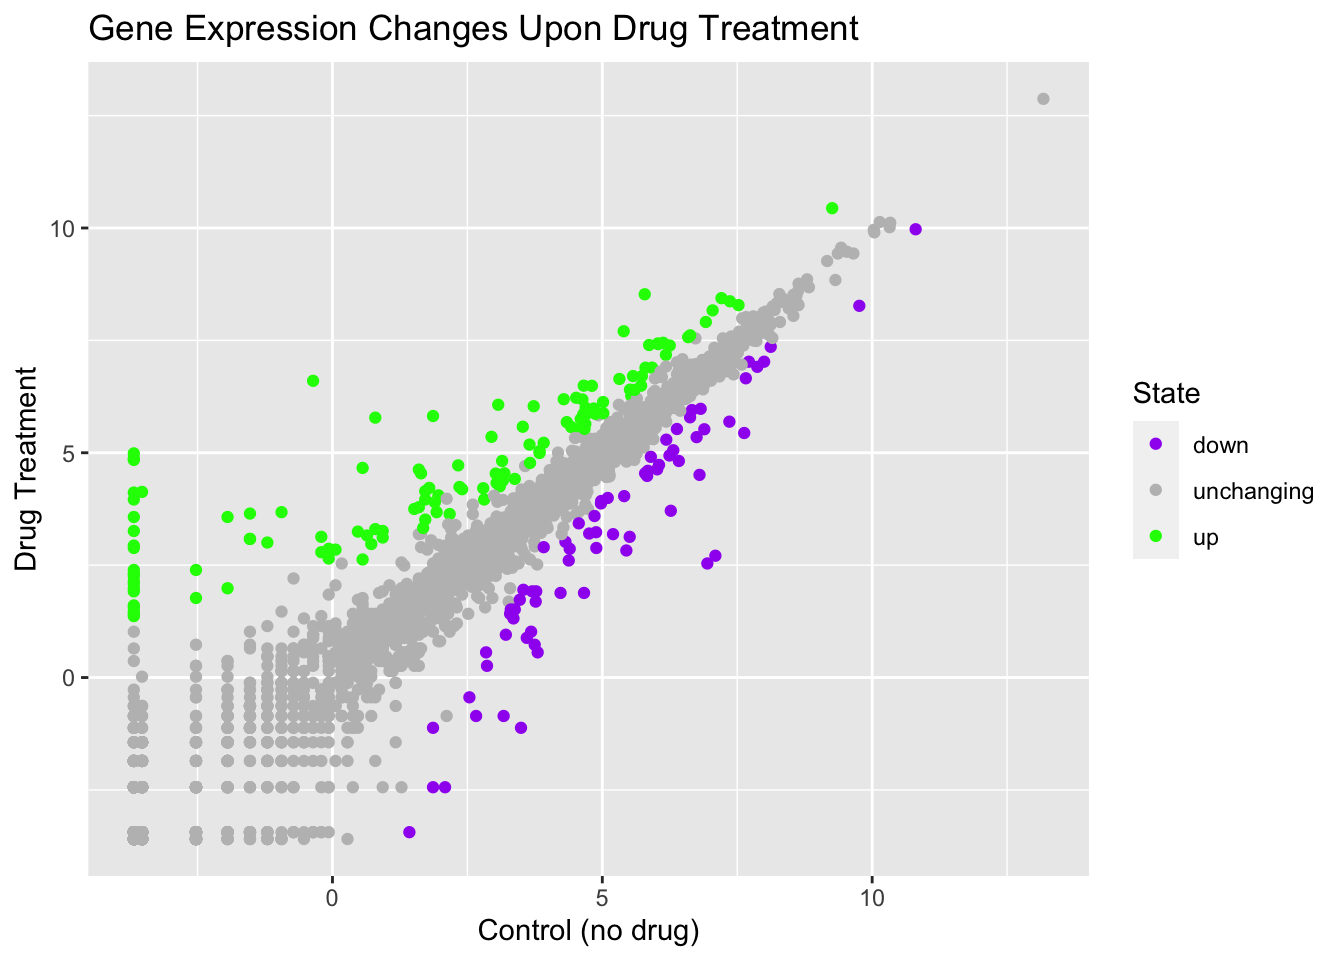 Gene Expression Changes Upon Drug Treatment
10
5
0
Drug Treatment
0
5
10
Control (no drug)
State
down
unchanging
up